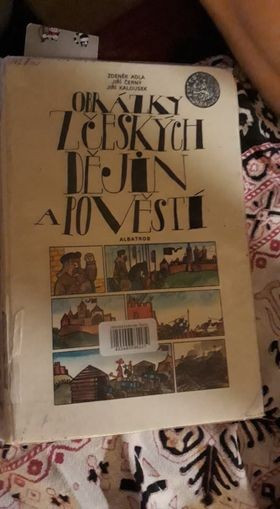 ZDENĚK ADLA
JIŘÍ ČERNÝ
JIŘÍ KALOUSEK
OBRÁZKY
Z ČESKÝCH
DĚJIN
A POVĚSTÍ
ALBATROS